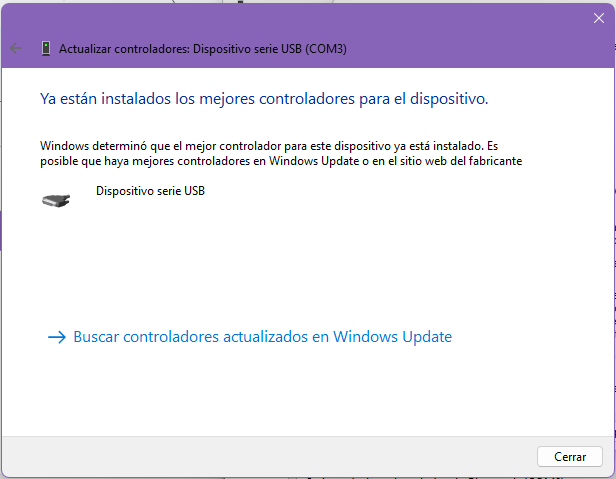 Actualizar controladores: Dispositivo serie USB (COM3)
Ya están instalados los mejores controladores para el dispositivo.
Windows determinó que el mejor controlador para este dispositivo ya está instalado. Es
posible que haya mejores controladores en Windows Update o en el sitio web del fabricante
Dispositivo serie USB
Buscar controladores actualizados en Windows Update
Cerrar